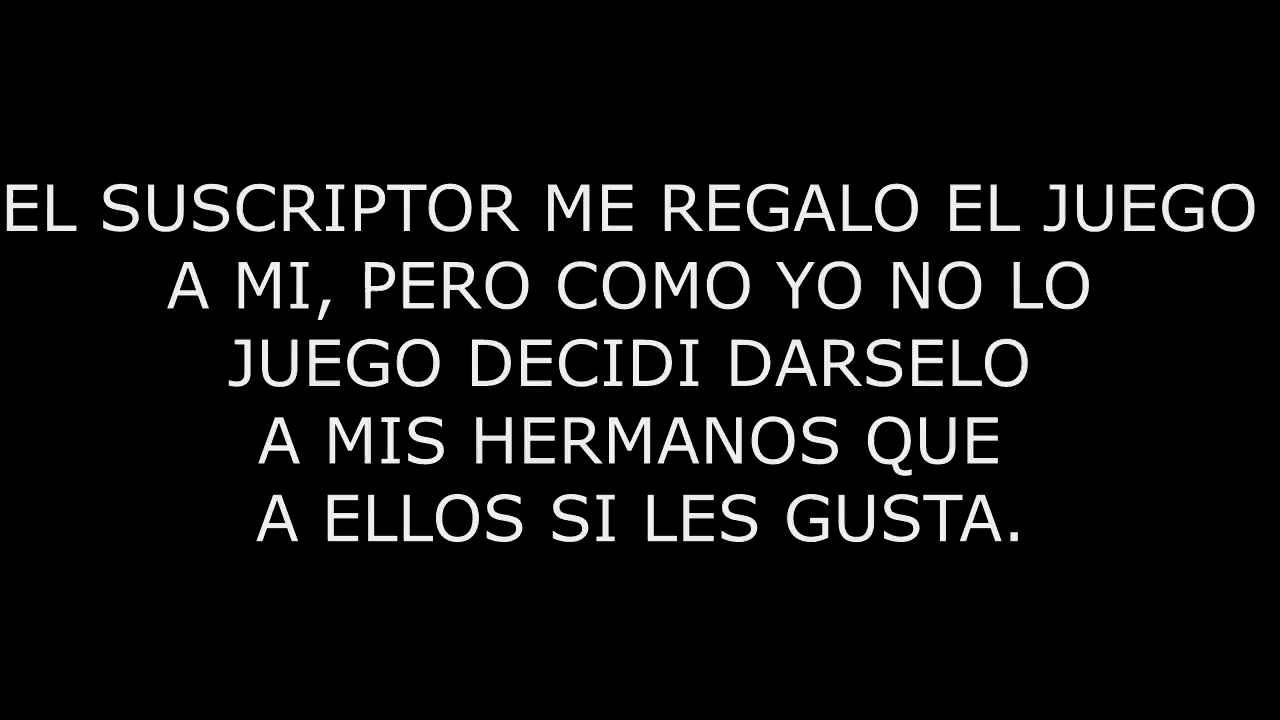 EL SUSCRIPTOR ME REGALO EL JUEGO
A MI, PERO COMO YO NO LO
JUEGO DECIDI DARSELO
A MIS HERMANOS QUE
A ELLOS SI LES GUSTA.